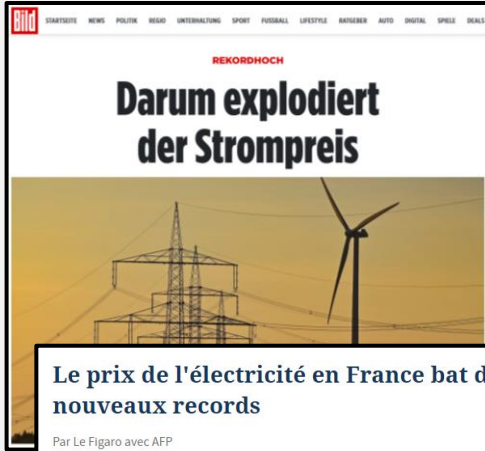 Bild STARTSEITE NEWS POLITIK REGIO UNTERHALTUNG SPORT FUSSBALL LIFESTYLE RATGEBER AUTO DIGITAL SPIELE DEALS
REKORDHOCH
Darum explodiert
der Strompreis
Le prix de l'électricité en France bat d
nouveaux records
Par Le Figaro avec AFP